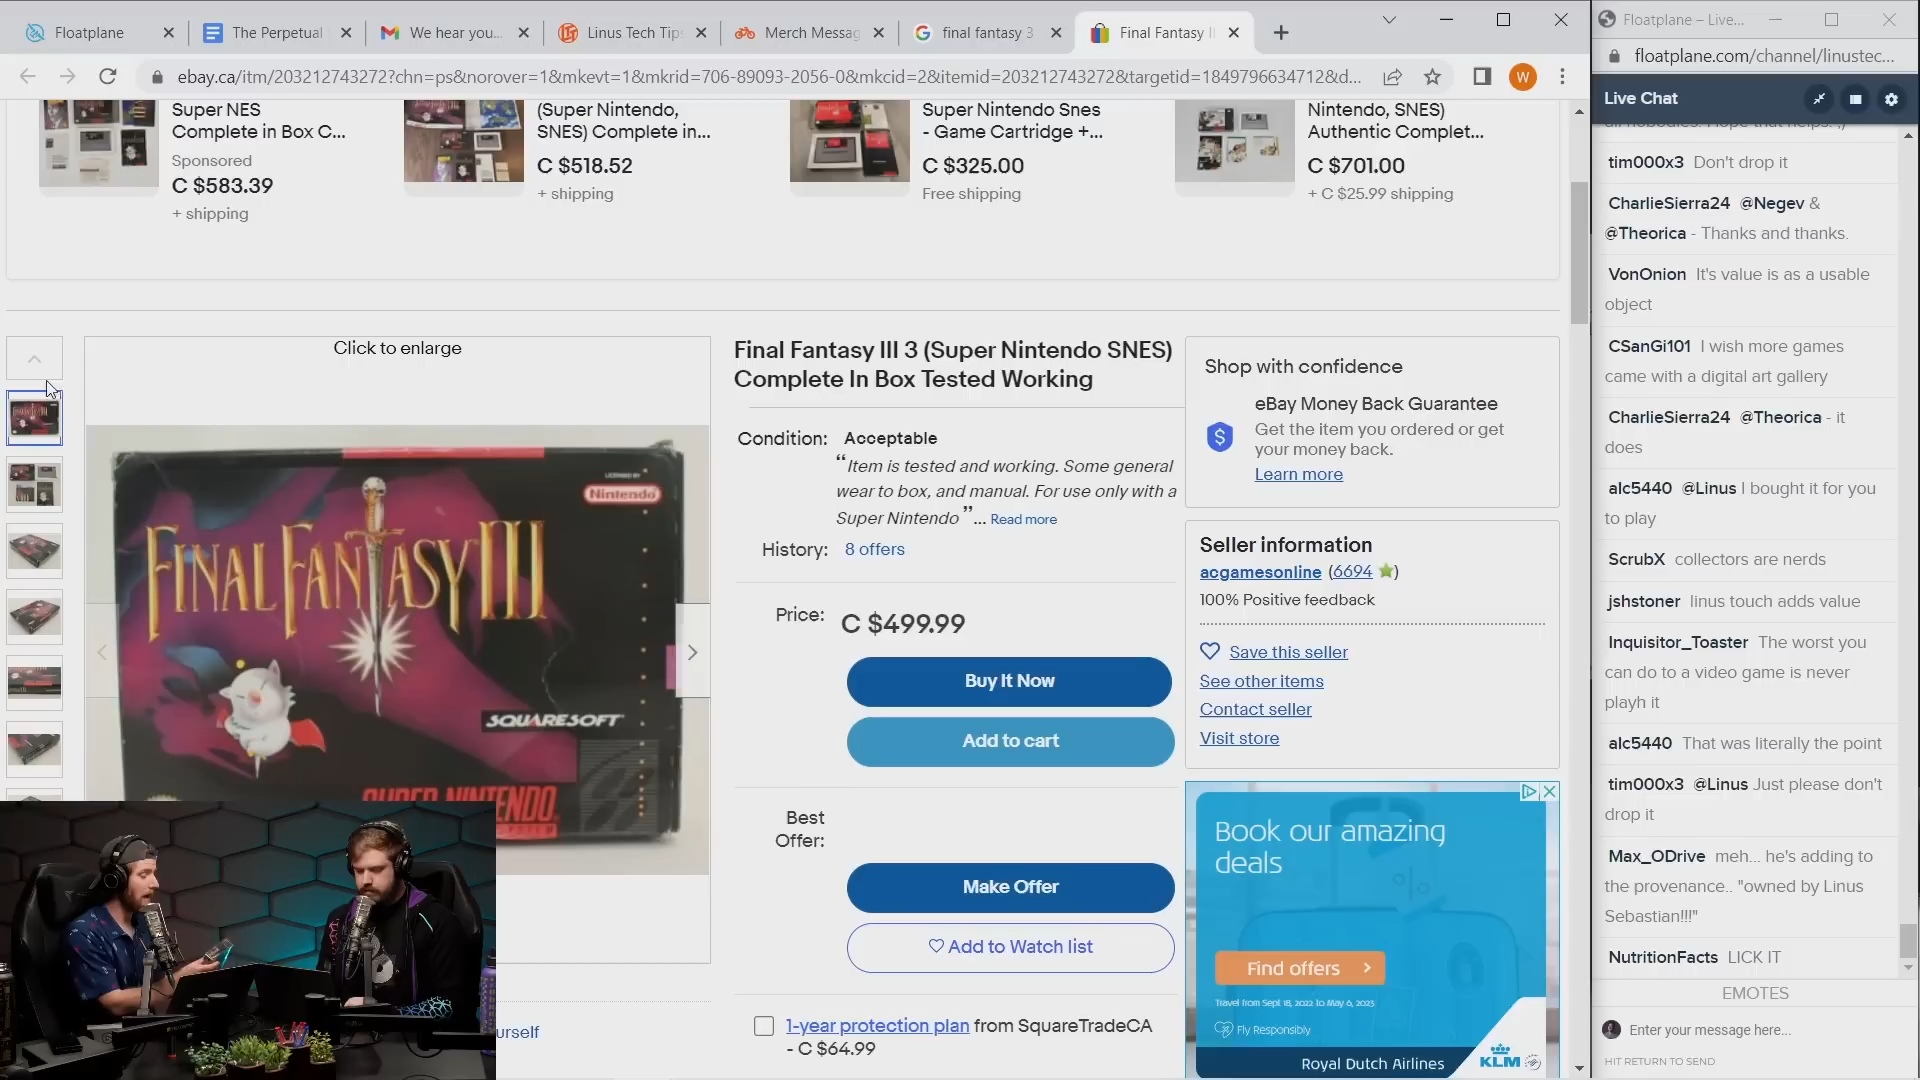 Floatplane
The Perpetual
We hear you...
Linus Tech Tip
Merch Messag
final fantasy 3
Final Fantasy I
Floatplane – Live...
ebay.ca/itm/203212743272?chn=ps&norover=1&mkevt=1&mkrid=706-89093-2056-0&mkcid=2&itemid=203212743272&targetid=1849796634712&d...
W
floatplane.com/channel/linustec...
Super NES
Complete in Box C...
Sponsored
C $583.39
+ shipping
(Super Nintendo,
SNES) Complete in...
C $518.52
+ shipping
Super Nintendo Snes
- Game Cartridge +...
C $325.00
Free shipping
Nintendo, SNES)
Authentic Complet...
C $701.00
+ C $25.99 shipping
Click to enlarge
LICENSED BY
Nintendo
FINAL FANTASY III
SQUARESOFT
SUPER NINTENDO
urself
Final Fantasy III 3 (Super Nintendo SNES)
Complete In Box Tested Working
Condition: Acceptable
“Item is tested and working. Some general
wear to box, and manual. For use only with a
Super Nintendo ”... Read more
History: 8 offers
Price: C $499.99
Buy It Now
Add to cart
Best
Offer:
Make Offer
Add to Watch list
1-year protection plan from SquareTradeCA
- C $64.99
Shop with confidence
eBay Money Back Guarantee
Get the item you ordered or get
your money back.
Learn more
Seller information
acgamesonline (6694 )
100% Positive feedback
Save this seller
See other items
Contact seller
Visit store
Book our amazing
deals
Find offers
Travel from Sept 18, 2022 to May 6, 2023
Fly Responsibly
Royal Dutch Airlines
KLM
Live Chat
tim000x3 Don't drop it
CharlieSierra24 @Negev &
@Theorica - Thanks and thanks.
VonOnion It's value is as a usable
object
CSanGi101 I wish more games
came with a digital art gallery
CharlieSierra24 @Theorica - it
does
alc5440 @Linus I bought it for you
to play
ScrubX collectors are nerds
jshstoner linus touch adds value
Inquisitor_Toaster The worst you
can do to a video game is never
playh it
alc5440 That was literally the point
tim000x3 @Linus Just please don't
drop it
Max_ODrive meh... he's adding to
the provenance.. "owned by Linus
Sebastian!!!"
NutritionFacts LICK IT
EMOTES
Enter your message here...
HIT RETURN TO SEND